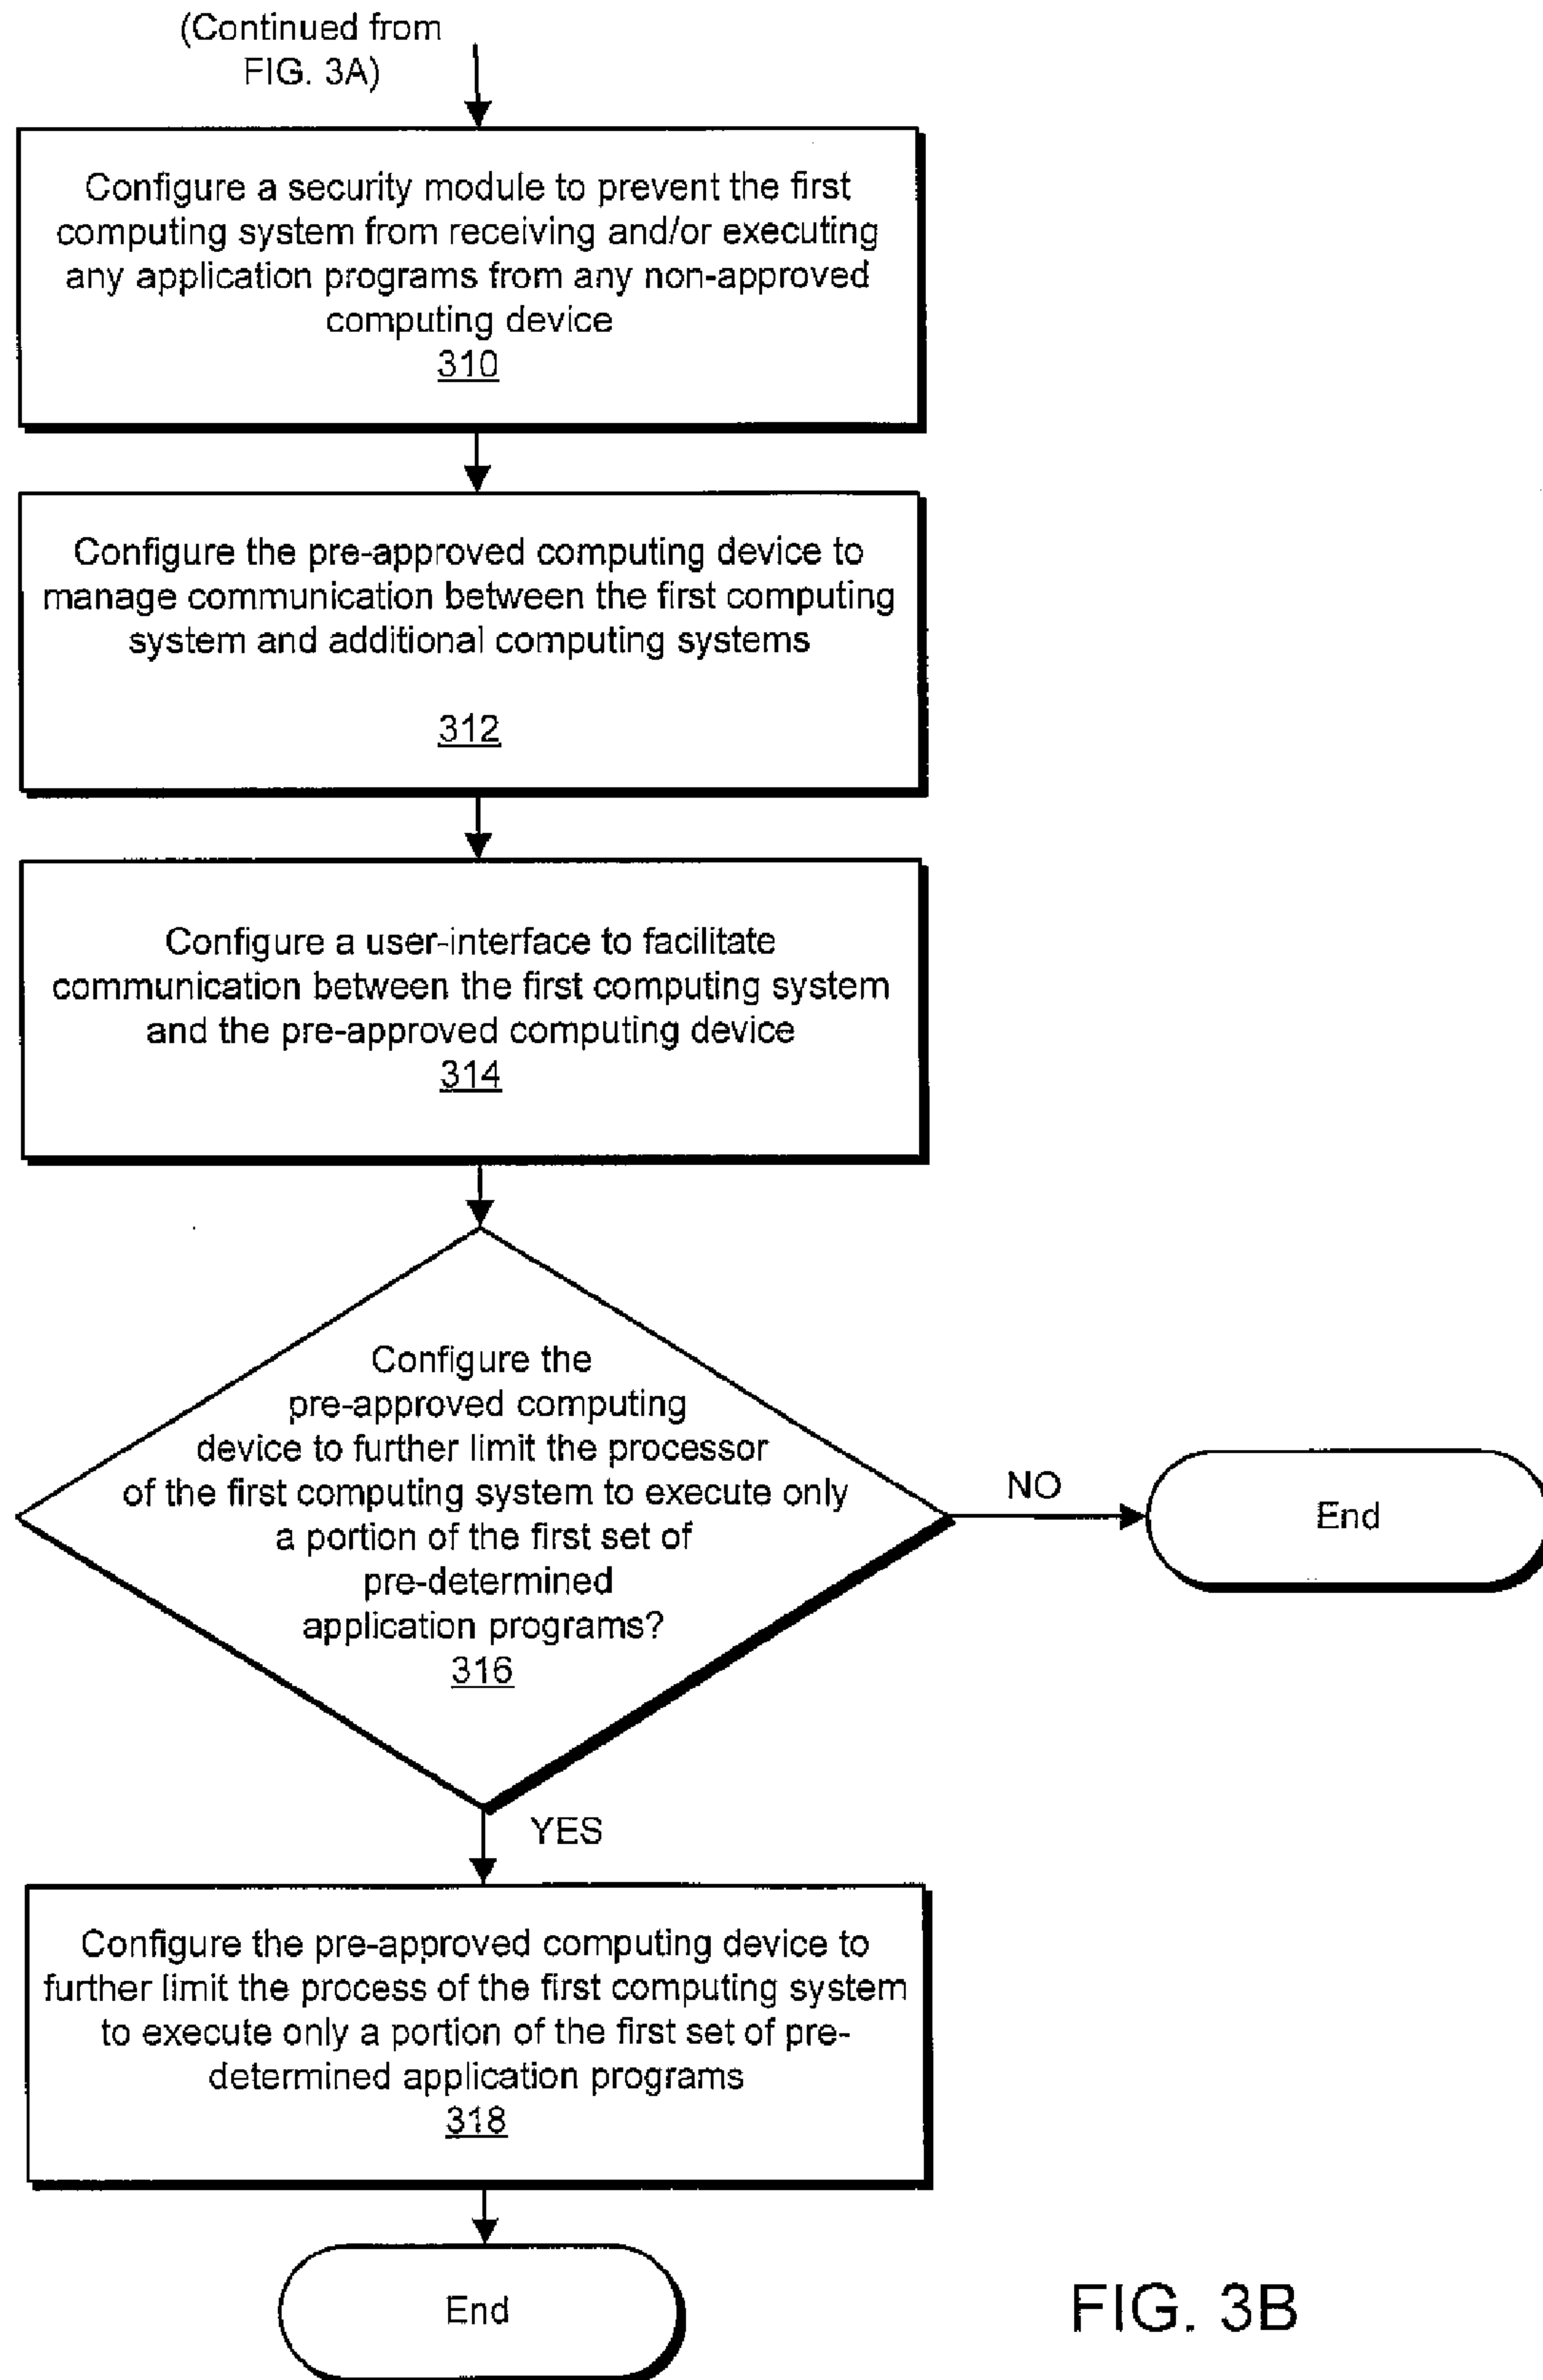 (Continued from
FIG. 3A)
Configure a security module to prevent the first
computing system from receiving and/or executing
any application programs from any non-approved
computing device
310
Configure the pre-approved computing device to
manage communication between the first computing
system and additional computing systems
312
Configure a user-interface to facilitate
communication between the first computing system
and the pre-approved computing device
314
Configure the
pre-approved computing
device to further limit the processor
of the first computing system to execute only
a portion of the first set of
pre-determined
application programs?
316
NO
End
YES
Configure the pre-approved computing device to
further limit the process of the first computing system
to execute only a portion of the first set of pre-
determined application programs
318
End
FIG. 3B